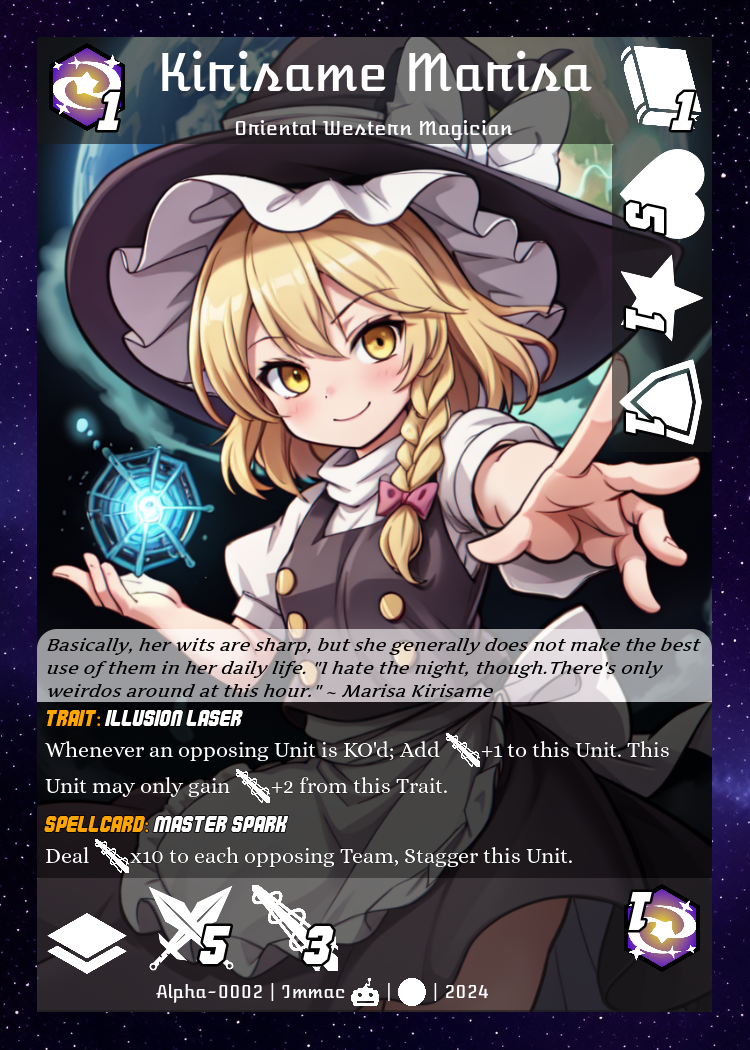 Kirisame Marisa
Oriental Western Magician
1
1
5
1
1
Basically, her wits are sharp, but she generally does not make the best
use of them in her daily life. "I hate the night, though.There's only
weirdos around at this hour." ~ Marisa Kirisame
TRAIT: ILLUSION LASER
Whenever an opposing Unit is KO'd; Add +1 to this Unit. This
Unit may only gain +2 from this Trait.
SPELLCARD: MASTER SPARK
Deal x10 to each opposing Team, Stagger this Unit.
5 3
1
Alpha-0002 | Immac | | 2024